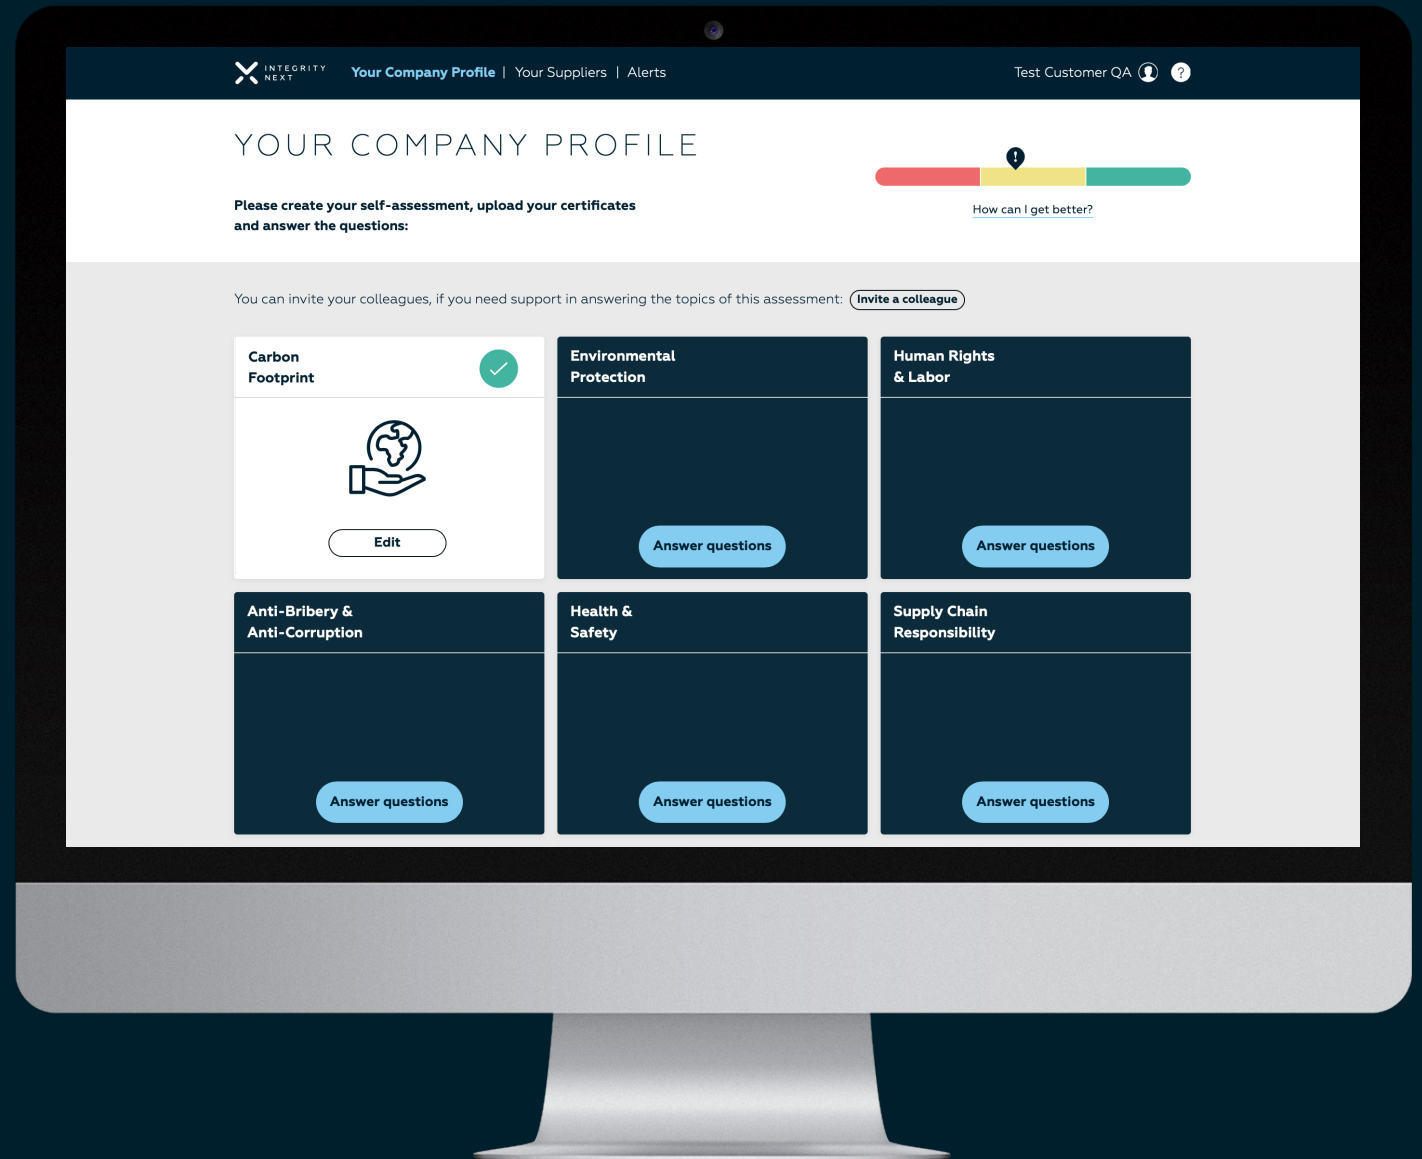 INTEGRITY
NEXT
Your Company Profile | Your Suppliers | Alerts
Test Customer QA ?
YOUR COMPANY PROFILE
!
Please create your self-assessment, upload your certificates
and answer the questions:
How can I get better?
You can invite your colleagues, if you need support in answering the topics of this assessment: Invite a colleague
Carbon
Footprint
Edit
Environmental
Protection
Answer questions
Human Rights
& Labor
Answer questions
Anti-Bribery &
Anti-Corruption
Answer questions
Health &
Safety
Answer questions
Supply Chain
Responsibility
Answer questions